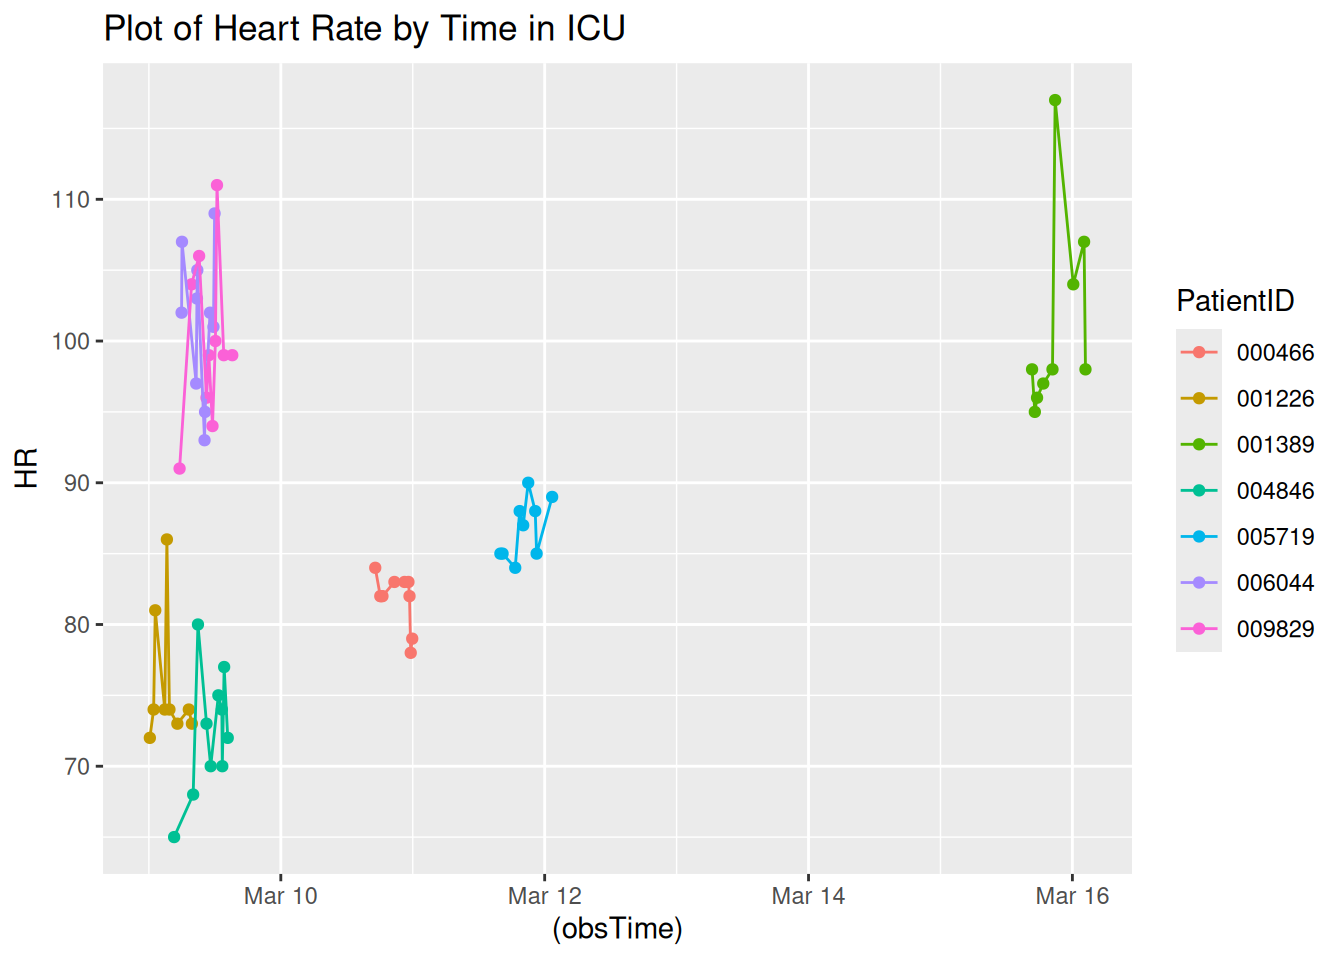 Plot of Heart Rate by Time in ICU
110
100
90
80
70
HR
Mar 10
Mar 12
Mar 14
Mar 16
(obsTime)
PatientID
000466
001226
001389
004846
005719
006044
009829